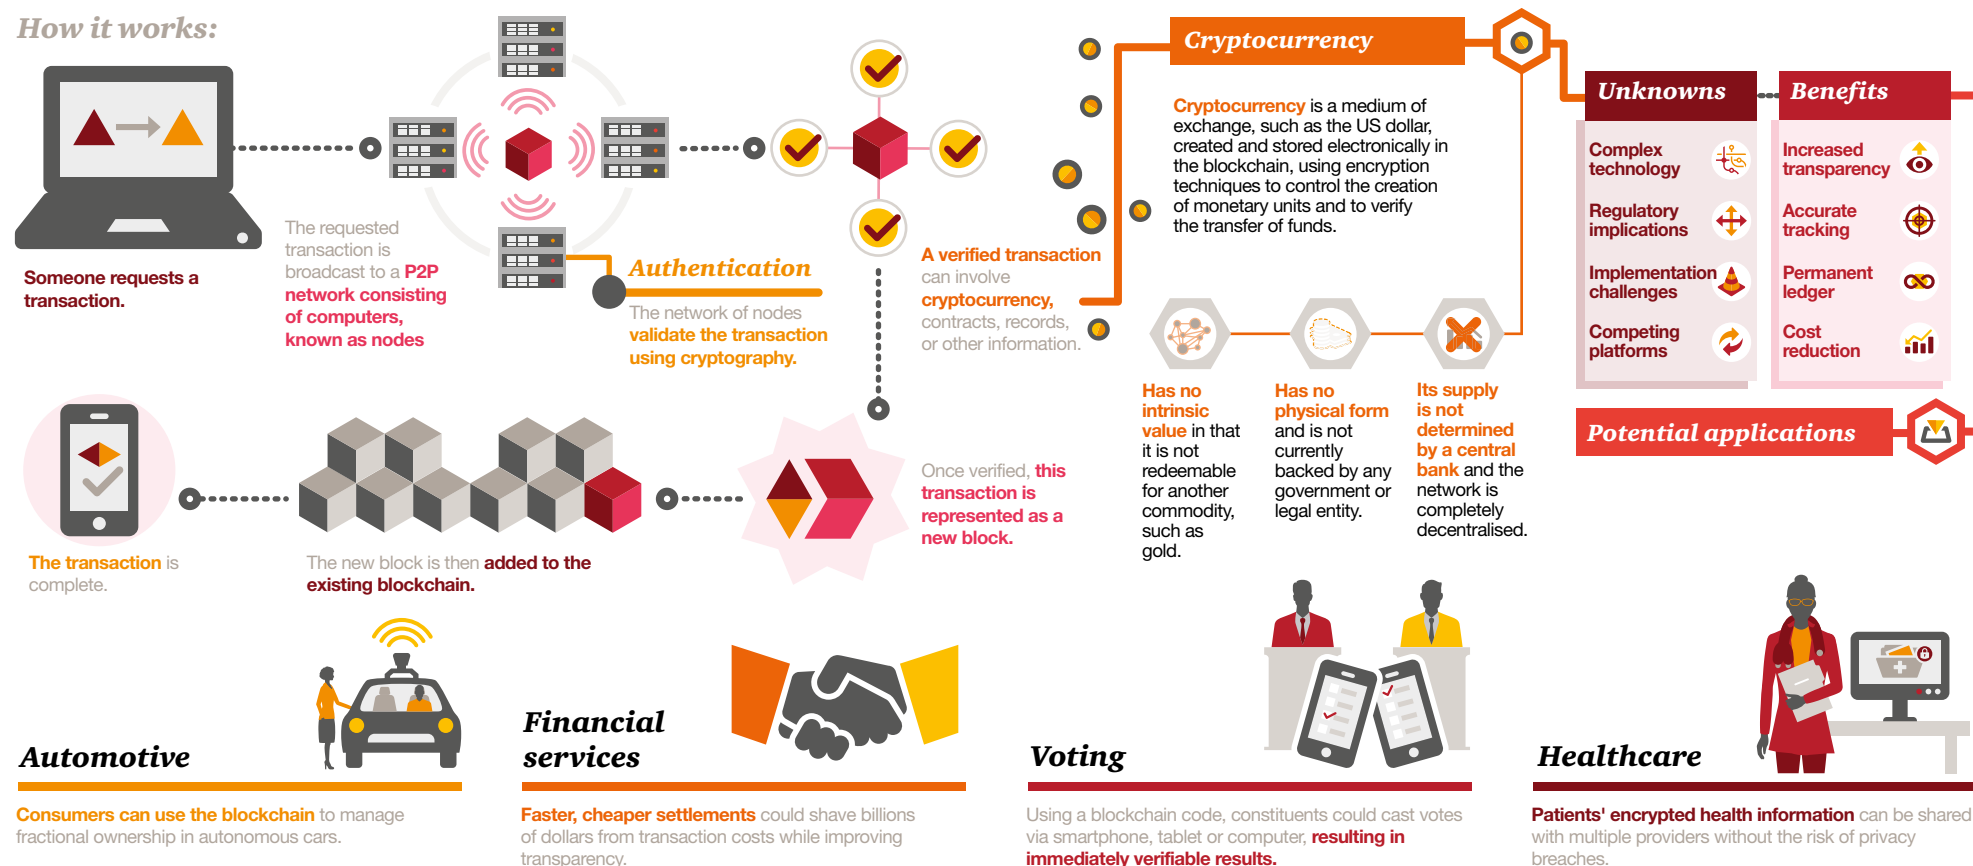 How it works:
Someone requests a
transaction.
The requested
transaction is
broadcast to a P2P
network consisting
of computers,
known as nodes
Authentication
The network of nodes
validate the transaction
using cryptography.
A verified transaction
can involve
cryptocurrency,
contracts, records,
or other information.
Once verified, this
transaction is
represented as a
new block.
The new block is then added to the
existing blockchain.
The transaction is
complete.
Cryptocurrency
Cryptocurrency is a medium of
exchange, such as the US dollar,
created and stored electronically in
the blockchain, using encryption
techniques to control the creation
of monetary units and to verify
the transfer of funds.
Has no
intrinsic
value in that
it is not
redeemable
for another
commodity,
such as
gold.
Has no
physical form
and is not
currently
backed by any
government or
legal entity.
Its supply
is not
determined
by a central
bank and the
network is
completely
decentralised.
Unknowns
Complex
technology
Regulatory
implications
Implementation
challenges
Competing
platforms
Benefits
Increased
transparency
Accurate
tracking
Permanent
ledger
Cost
reduction
Potential applications
Automotive
Consumers can use the blockchain to manage
fractional ownership in autonomous cars.
Financial
services
Faster, cheaper settlements could shave billions
of dollars from transaction costs while improving
transparency.
Voting
Using a blockchain code, constituents could cast votes
via smartphone, tablet or computer, resulting in
immediately verifiable results.
Healthcare
Patients' encrypted health information can be shared
with multiple providers without the risk of privacy
breaches.